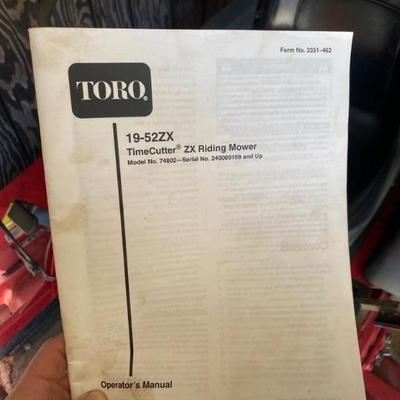 Form No. 3351-462
TORO®
19-52ZX
TimeCutter® ZX Riding Mower
Model No. 74802—Serial No. 240000159 and Up
Operator's Manual